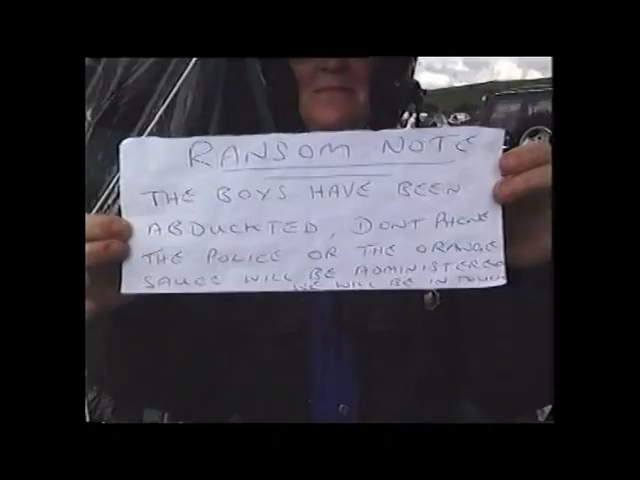 RANSOM NOTE
THE BOYS HAVE BEEN
ABDUCKTED, DONT PHONE
THE POLICE OR THE ORANGE
SAUCE WILL BE ADMINISTERED
WE WILL BE IN TOUCH